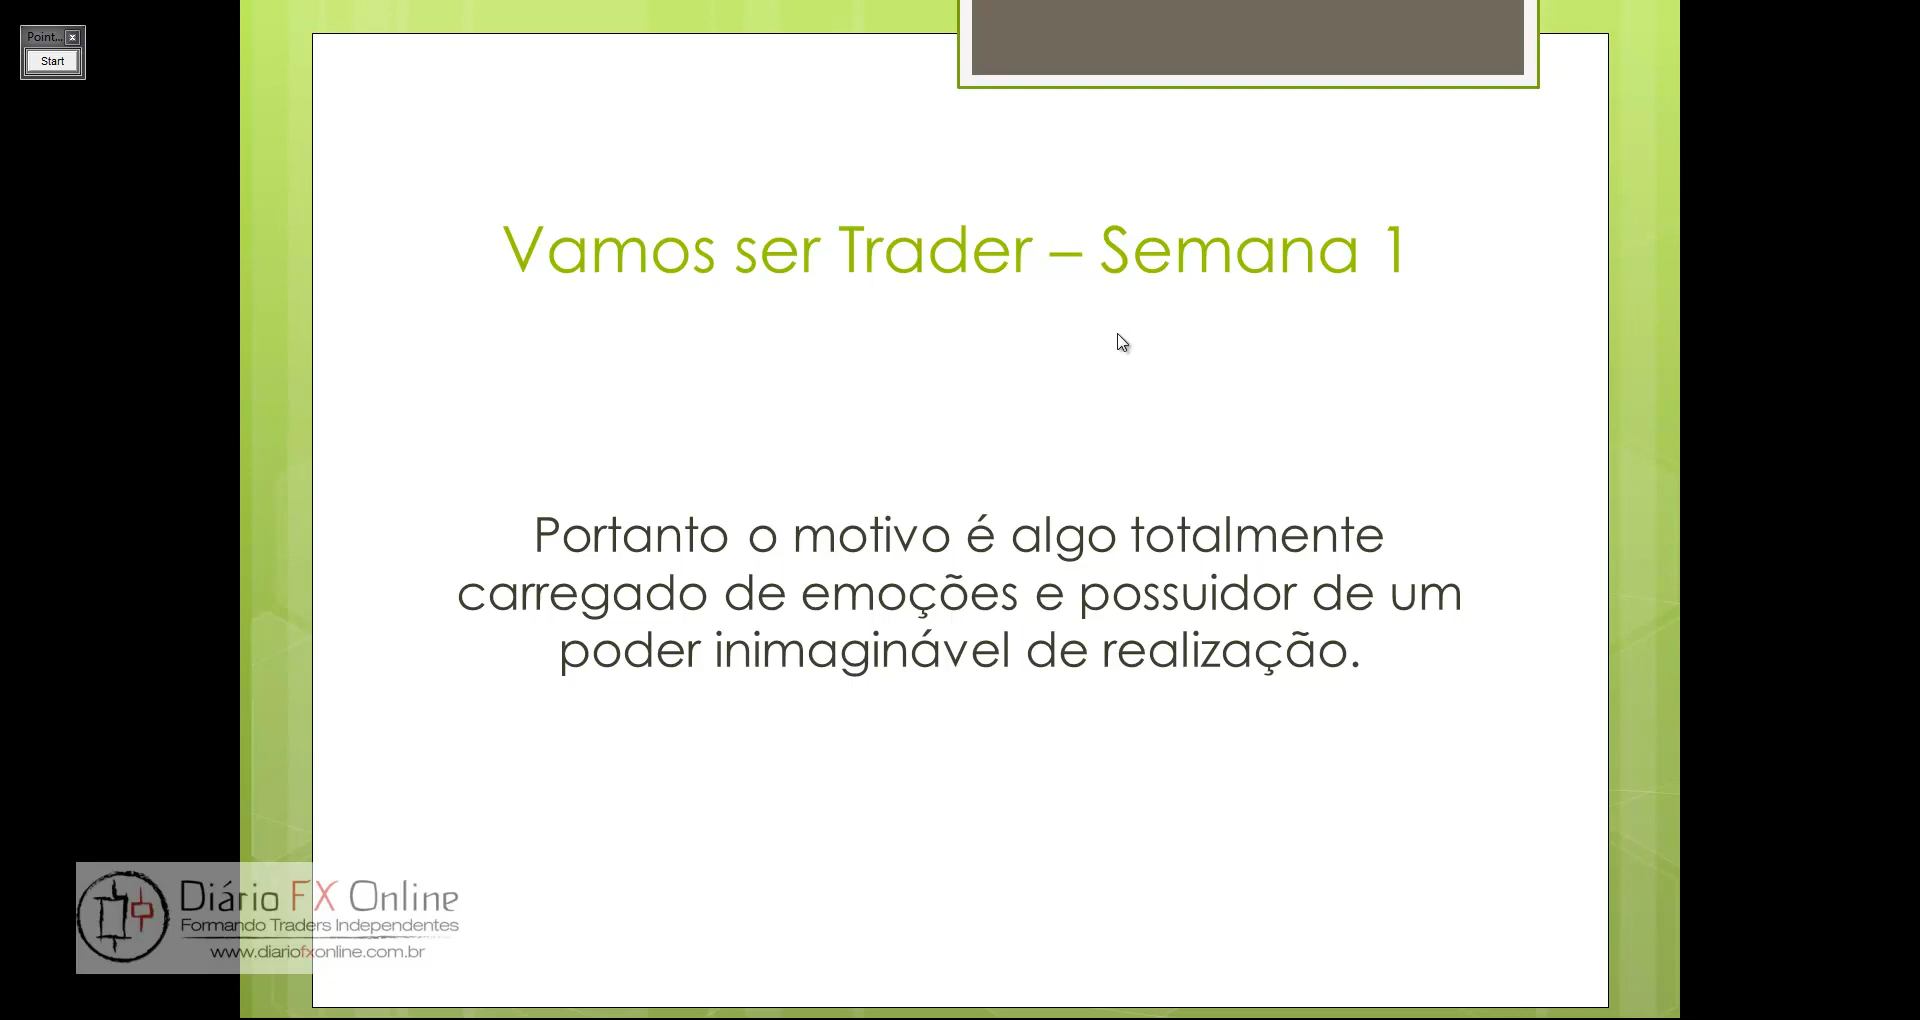 Point...
Start
Vamos ser Trader – Semana 1
Portanto o motivo é algo totalmente
carregado de emoções e possuidor de um
poder inimaginável de realização.
Diário FX Online
Formando Traders Independentes
www.diariofxonline.com.br